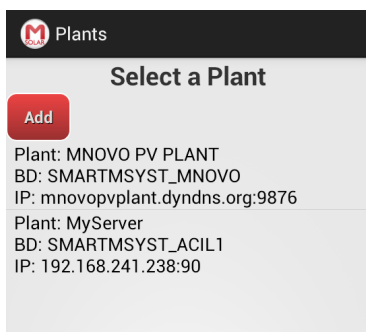 M
SOLAR
Plants
Select a Plant
Add
Plant: MNOVO PV PLANT
BD: SMARTMSYST_MNOVO
IP: mnovopvplant.dyndns.org:9876
Plant: MyServer
BD: SMARTMSYST_ACIL1
IP: 192.168.241.238:90